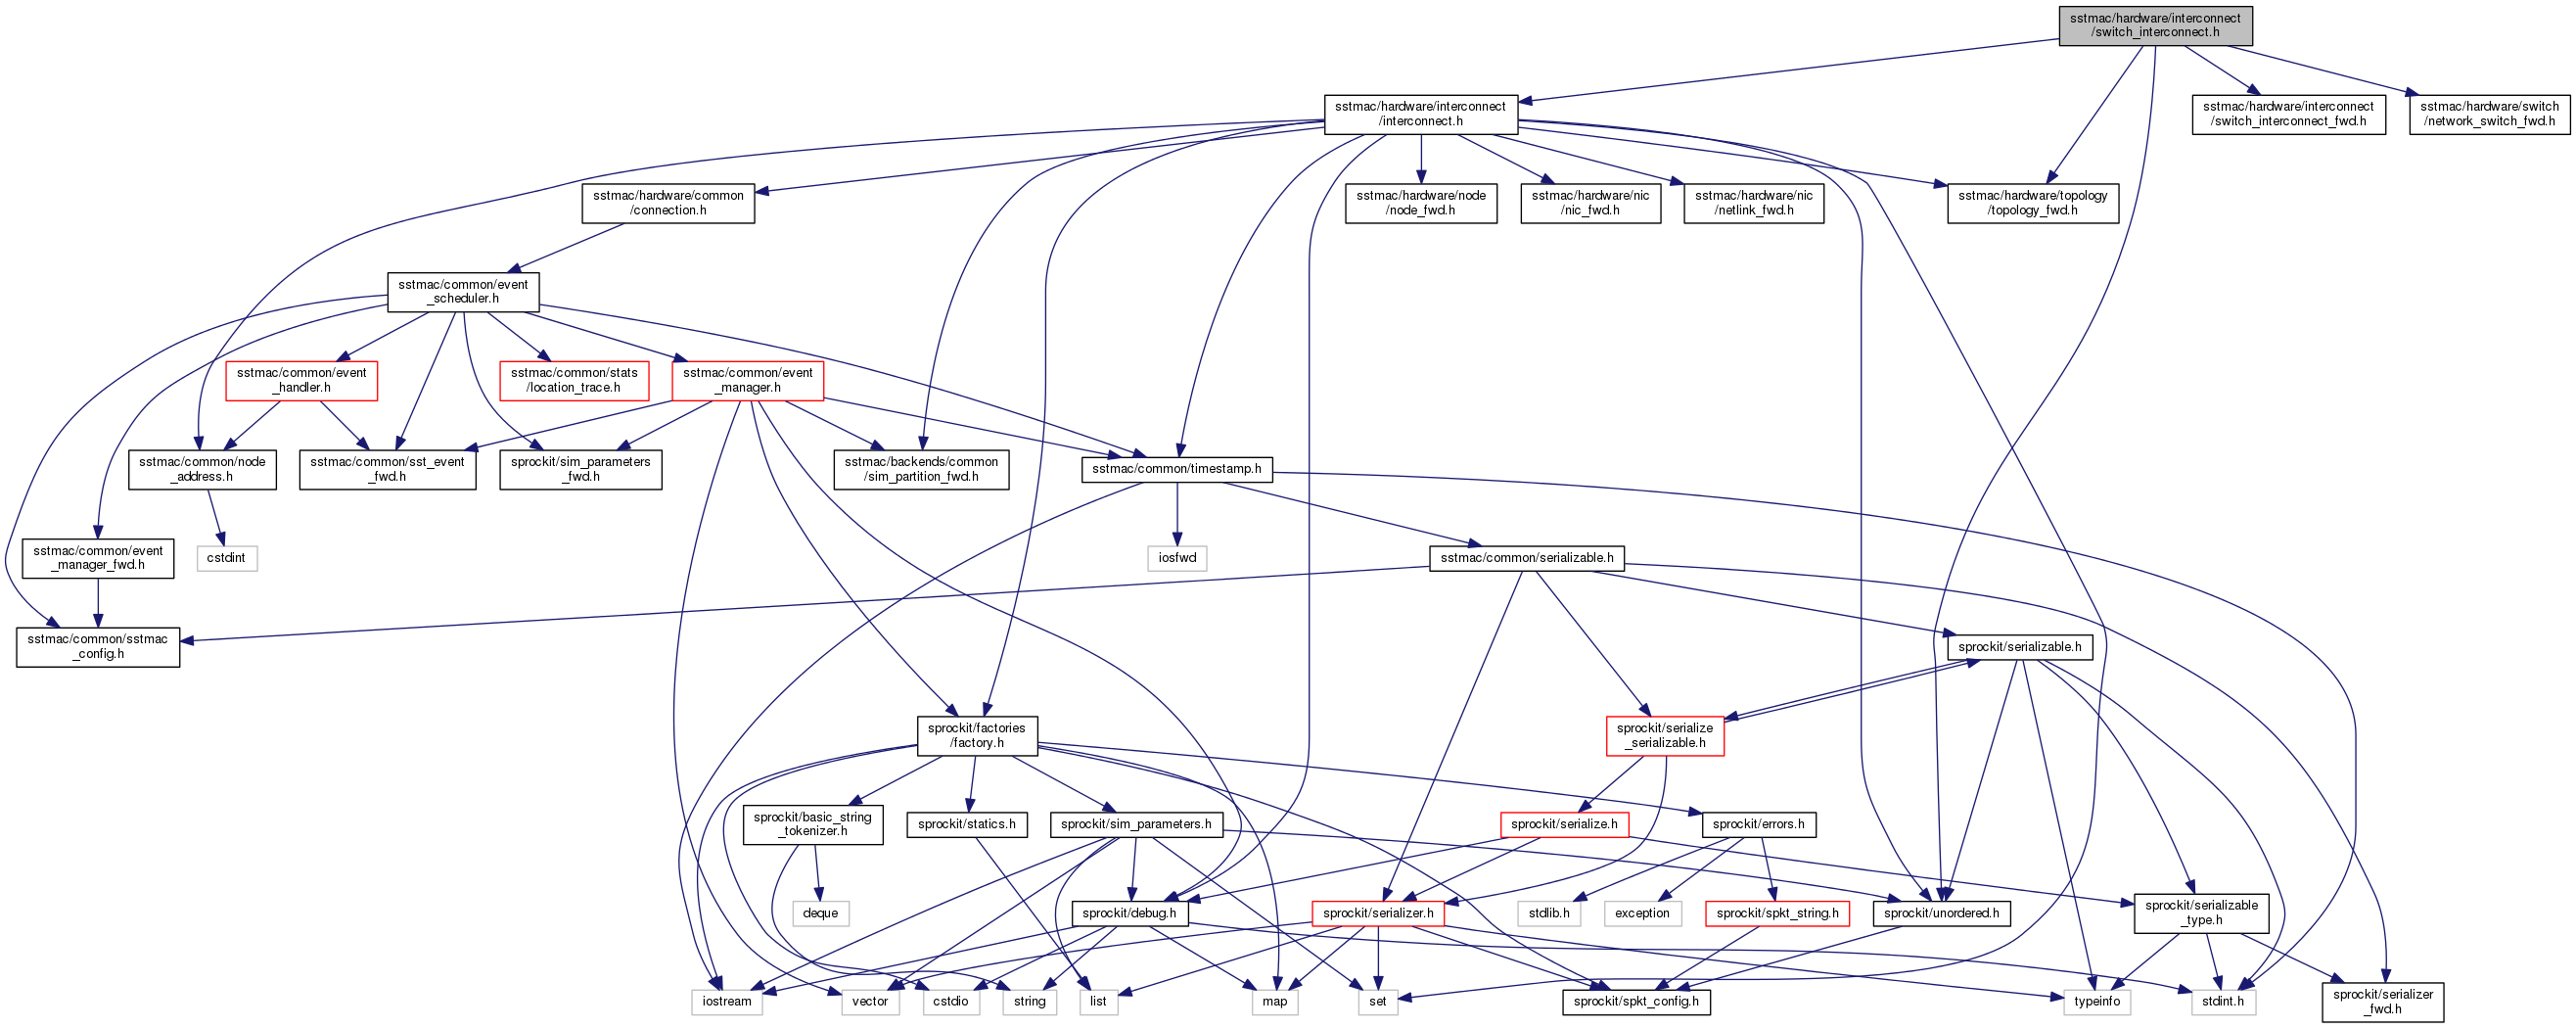 sstmac/hardware/interconnect
/switch_interconnect.h
sstmac/hardware/interconnect
/interconnect.h
sstmac/hardware/interconnect
/switch_interconnect_fwd.h
sstmac/hardware/switch
/network_switch_fwd.h
sstmac/hardware/common
/connection.h
sstmac/hardware/node
/node_fwd.h
sstmac/hardware/nic
/nic_fwd.h
sstmac/hardware/nic
/netlink_fwd.h
sstmac/hardware/topology
/topology_fwd.h
sstmac/common/event
_scheduler.h
sstmac/common/event
_handler.h
sstmac/common/stats
/location_trace.h
sstmac/common/event
_manager.h
sstmac/common/node
_address.h
sstmac/common/sst_event
_fwd.h
sprockit/sim_parameters
_fwd.h
sstmac/backends/common
/sim_partition_fwd.h
sstmac/common/timestamp.h
sstmac/common/event
_manager_fwd.h
cstdint
iosfwd
sstmac/common/serializable.h
sstmac/common/sstmac
_config.h
sprockit/serializable.h
sprockit/factories
/factory.h
sprockit/serialize
_serializable.h
sprockit/basic_string
_tokenizer.h
sprockit/statics.h
sprockit/sim_parameters.h
sprockit/serialize.h
sprockit/errors.h
deque
sprockit/debug.h
sprockit/serializer.h
stdlib.h
exception
sprockit/spkt_string.h
sprockit/unordered.h
sprockit/serializable
_type.h
iostream
vector
cstdio
string
list
map
set
sprockit/spkt_config.h
typeinfo
stdint.h
sprockit/serializer
_fwd.h